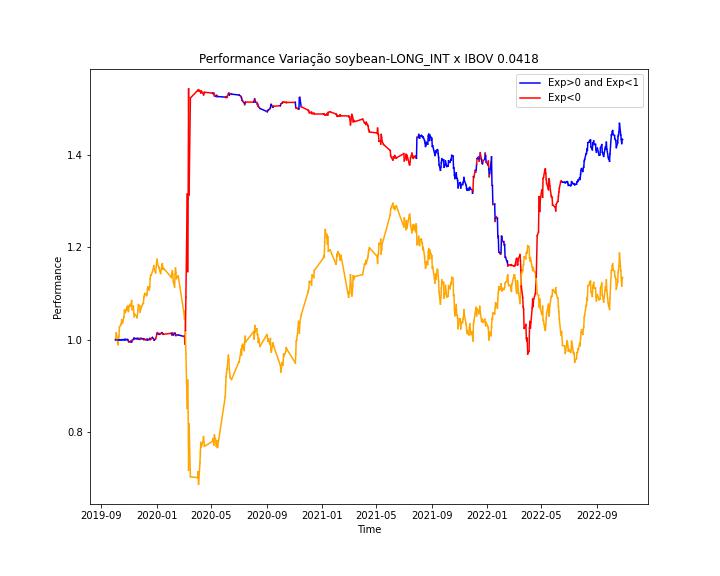 Performance Variação soybean-LONG_INT x IBOV 0.0418
Exp>0 and Exp<1
Exp<0
1.4
1.2
1.0
0.8
Performance
2019-09 2020-01 2020-05 2020-09 2021-01 2021-05 2021-09 2022-01 2022-05 2022-09
Time